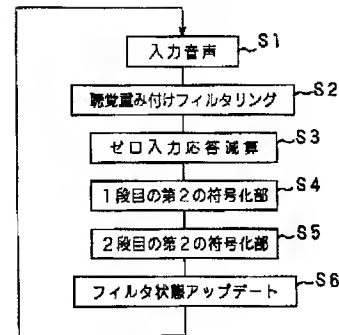 入力音声 S1
聴覚重み付けフィルタリング S2
ゼロ入力応答減算 S3
1段目の第2の符号化部 S4
2段目の第2の符号化部 S5
フィルタ状態アップデート S6